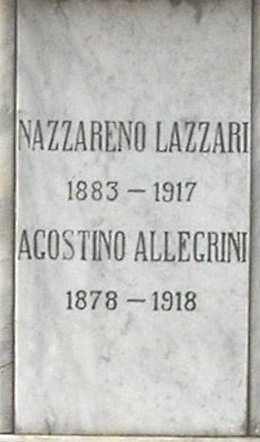 NAZZARENO LAZZARI
1883 – 1917
AGOSTINO ALLEGRINI
1878 – 1918